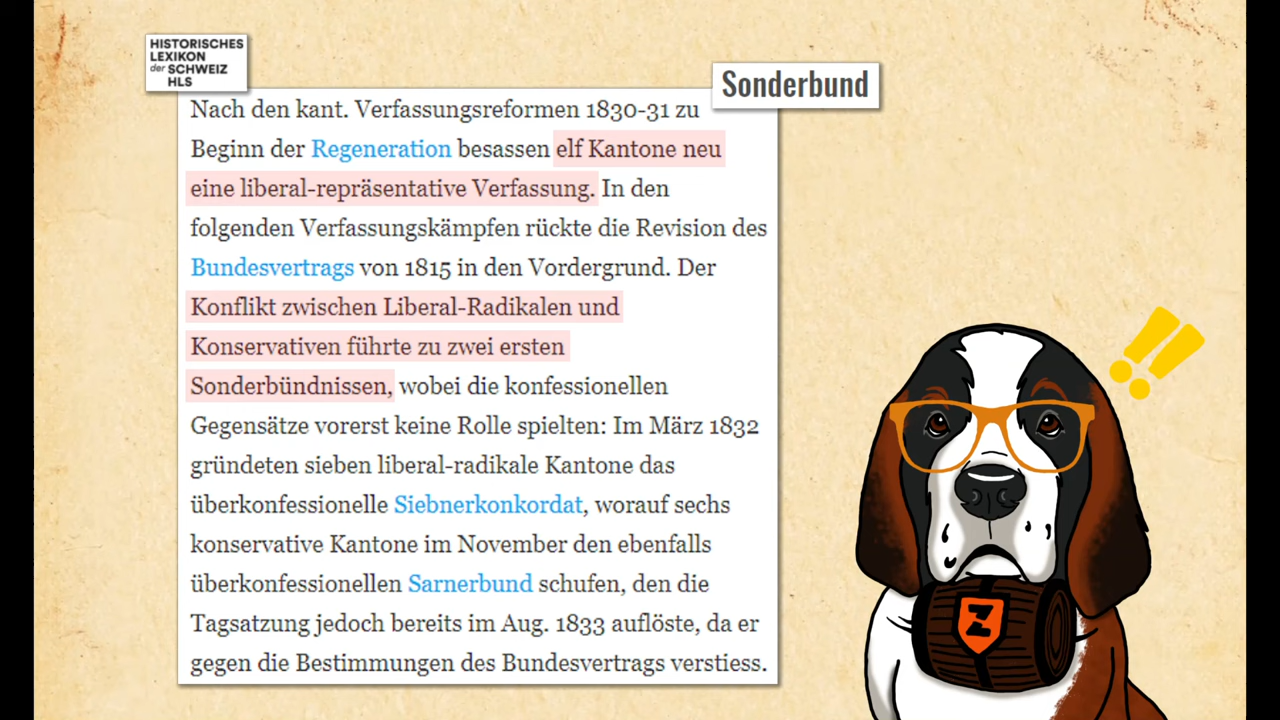 HISTORISCHES
LEXIKON
der SCHWEIZ
HLS
Sonderbund
Nach den kant. Verfassungsreformen 1830-31 zu
Beginn der Regeneration besassen elf Kantone neu
eine liberal-repräsentative Verfassung. In den
folgenden Verfassungskämpfen rückte die Revision des
Bundesvertrags von 1815 in den Vordergrund. Der
Konflikt zwischen Liberal-Radikalen und
Konservativen führte zu zwei ersten
Sonderbündnissen, wobei die konfessionellen
Gegensätze vorerst keine Rolle spielten: Im März 1832
gründeten sieben liberal-radikale Kantone das
überkonfessionelle Siebnerkonkordat, worauf sechs
konservative Kantone im November den ebenfalls
überkonfessionellen Sarnerbund schufen, den die
Tagsatzung jedoch bereits im Aug. 1833 auflöste, da er
gegen die Bestimmungen des Bundesvertrags verstiess.
!!
Z